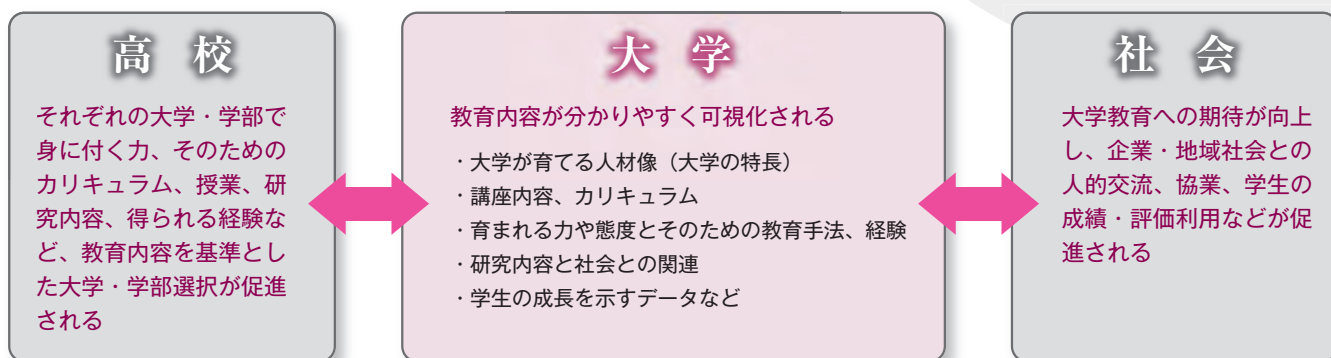 高 校
それぞれの大学・学部で
身に付く力、そのための
カリキュラム、授業、研
究内容、得られる経験な
ど、教育内容を基準とし
た大学・学部選択が促進
される
大 学
教育内容が分かりやすく可視化される
・大学が育てる人材像（大学の特長）
・講座内容、カリキュラム
・育まれる力や態度とそのための教育手法、経験
・研究内容と社会との関連
・学生の成長を示すデータなど
社 会
大学教育への期待が向上
し、企業・地域社会との
人的交流、協業、学生の
成績・評価利用などが促
進される